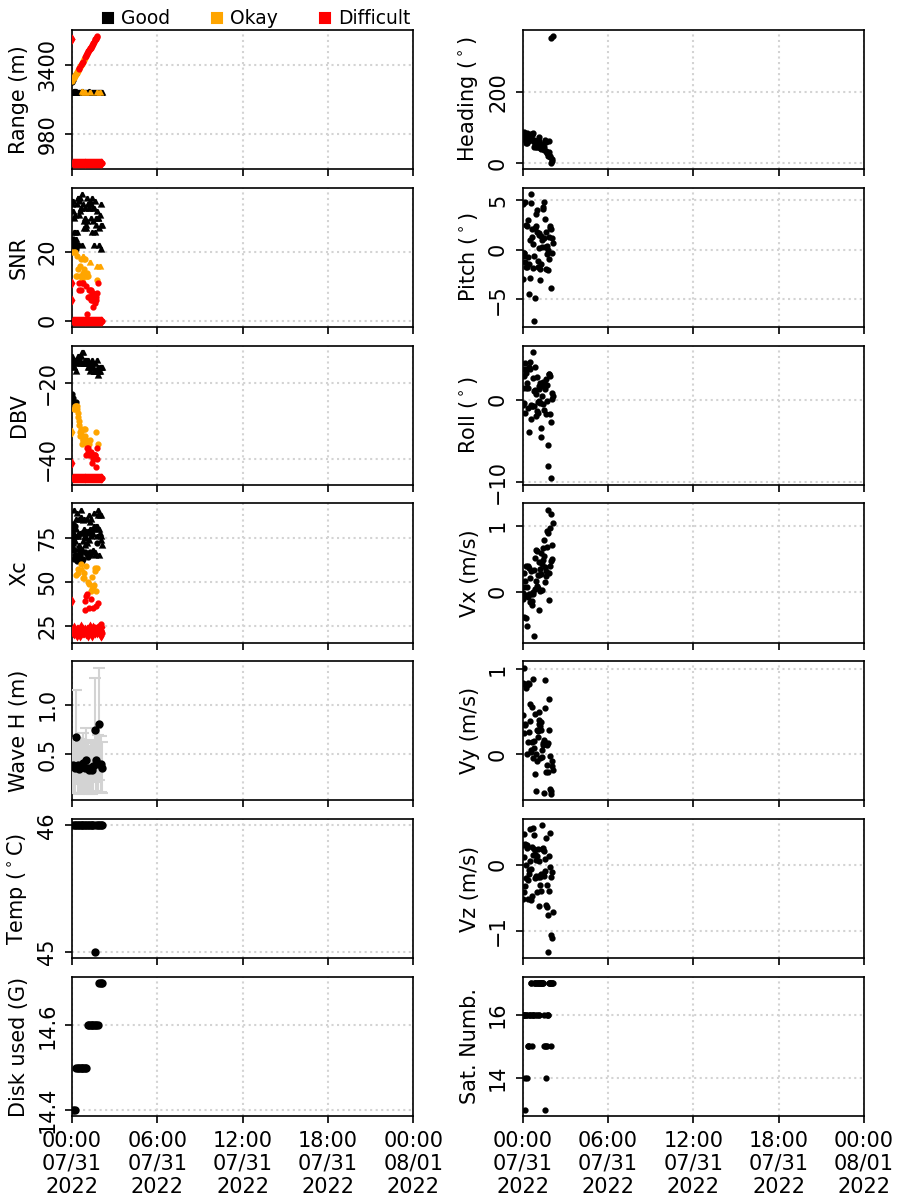 Good Okay Difficult
Range (m)
3400
980
Heading (°)
200
0
SNR
20
0
Pitch (°)
5
0
−5
DBV
−20
−40
Roll (°)
0
−10
Xc
75
50
25
Vx (m/s)
1
0
Wave H (m)
1.0
0.5
Vy (m/s)
1
0
Temp (°C)
46
45
Vz (m/s)
0
−1
Disk used (G)
14.6
14.4
Sat. Numb.
16
14
00:00 06:00 12:00 18:00 00:00
07/31 07/31 07/31 07/31 08/01
2022 2022 2022 2022 2022
00:00 06:00 12:00 18:00 00:00
07/31 07/31 07/31 07/31 08/01
2022 2022 2022 2022 2022